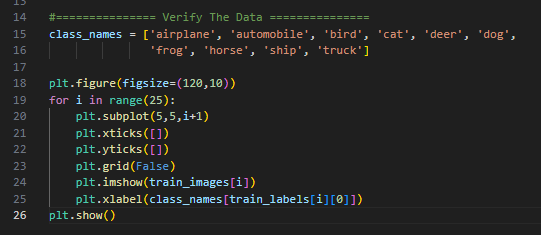 14 #=============== Verify The Data ===============
15 class_names = ['airplane', 'automobile', 'bird', 'cat', 'deer', 'dog',
16 'frog', 'horse', 'ship', 'truck']
17
18 plt.figure(figsize=(120,10))
19 for i in range(25):
20 plt.subplot(5,5,i+1)
21 plt.xticks([])
22 plt.yticks([])
23 plt.grid(False)
24 plt.imshow(train_images[i])
25 plt.xlabel(class_names[train_labels[i][0]])
26 plt.show()